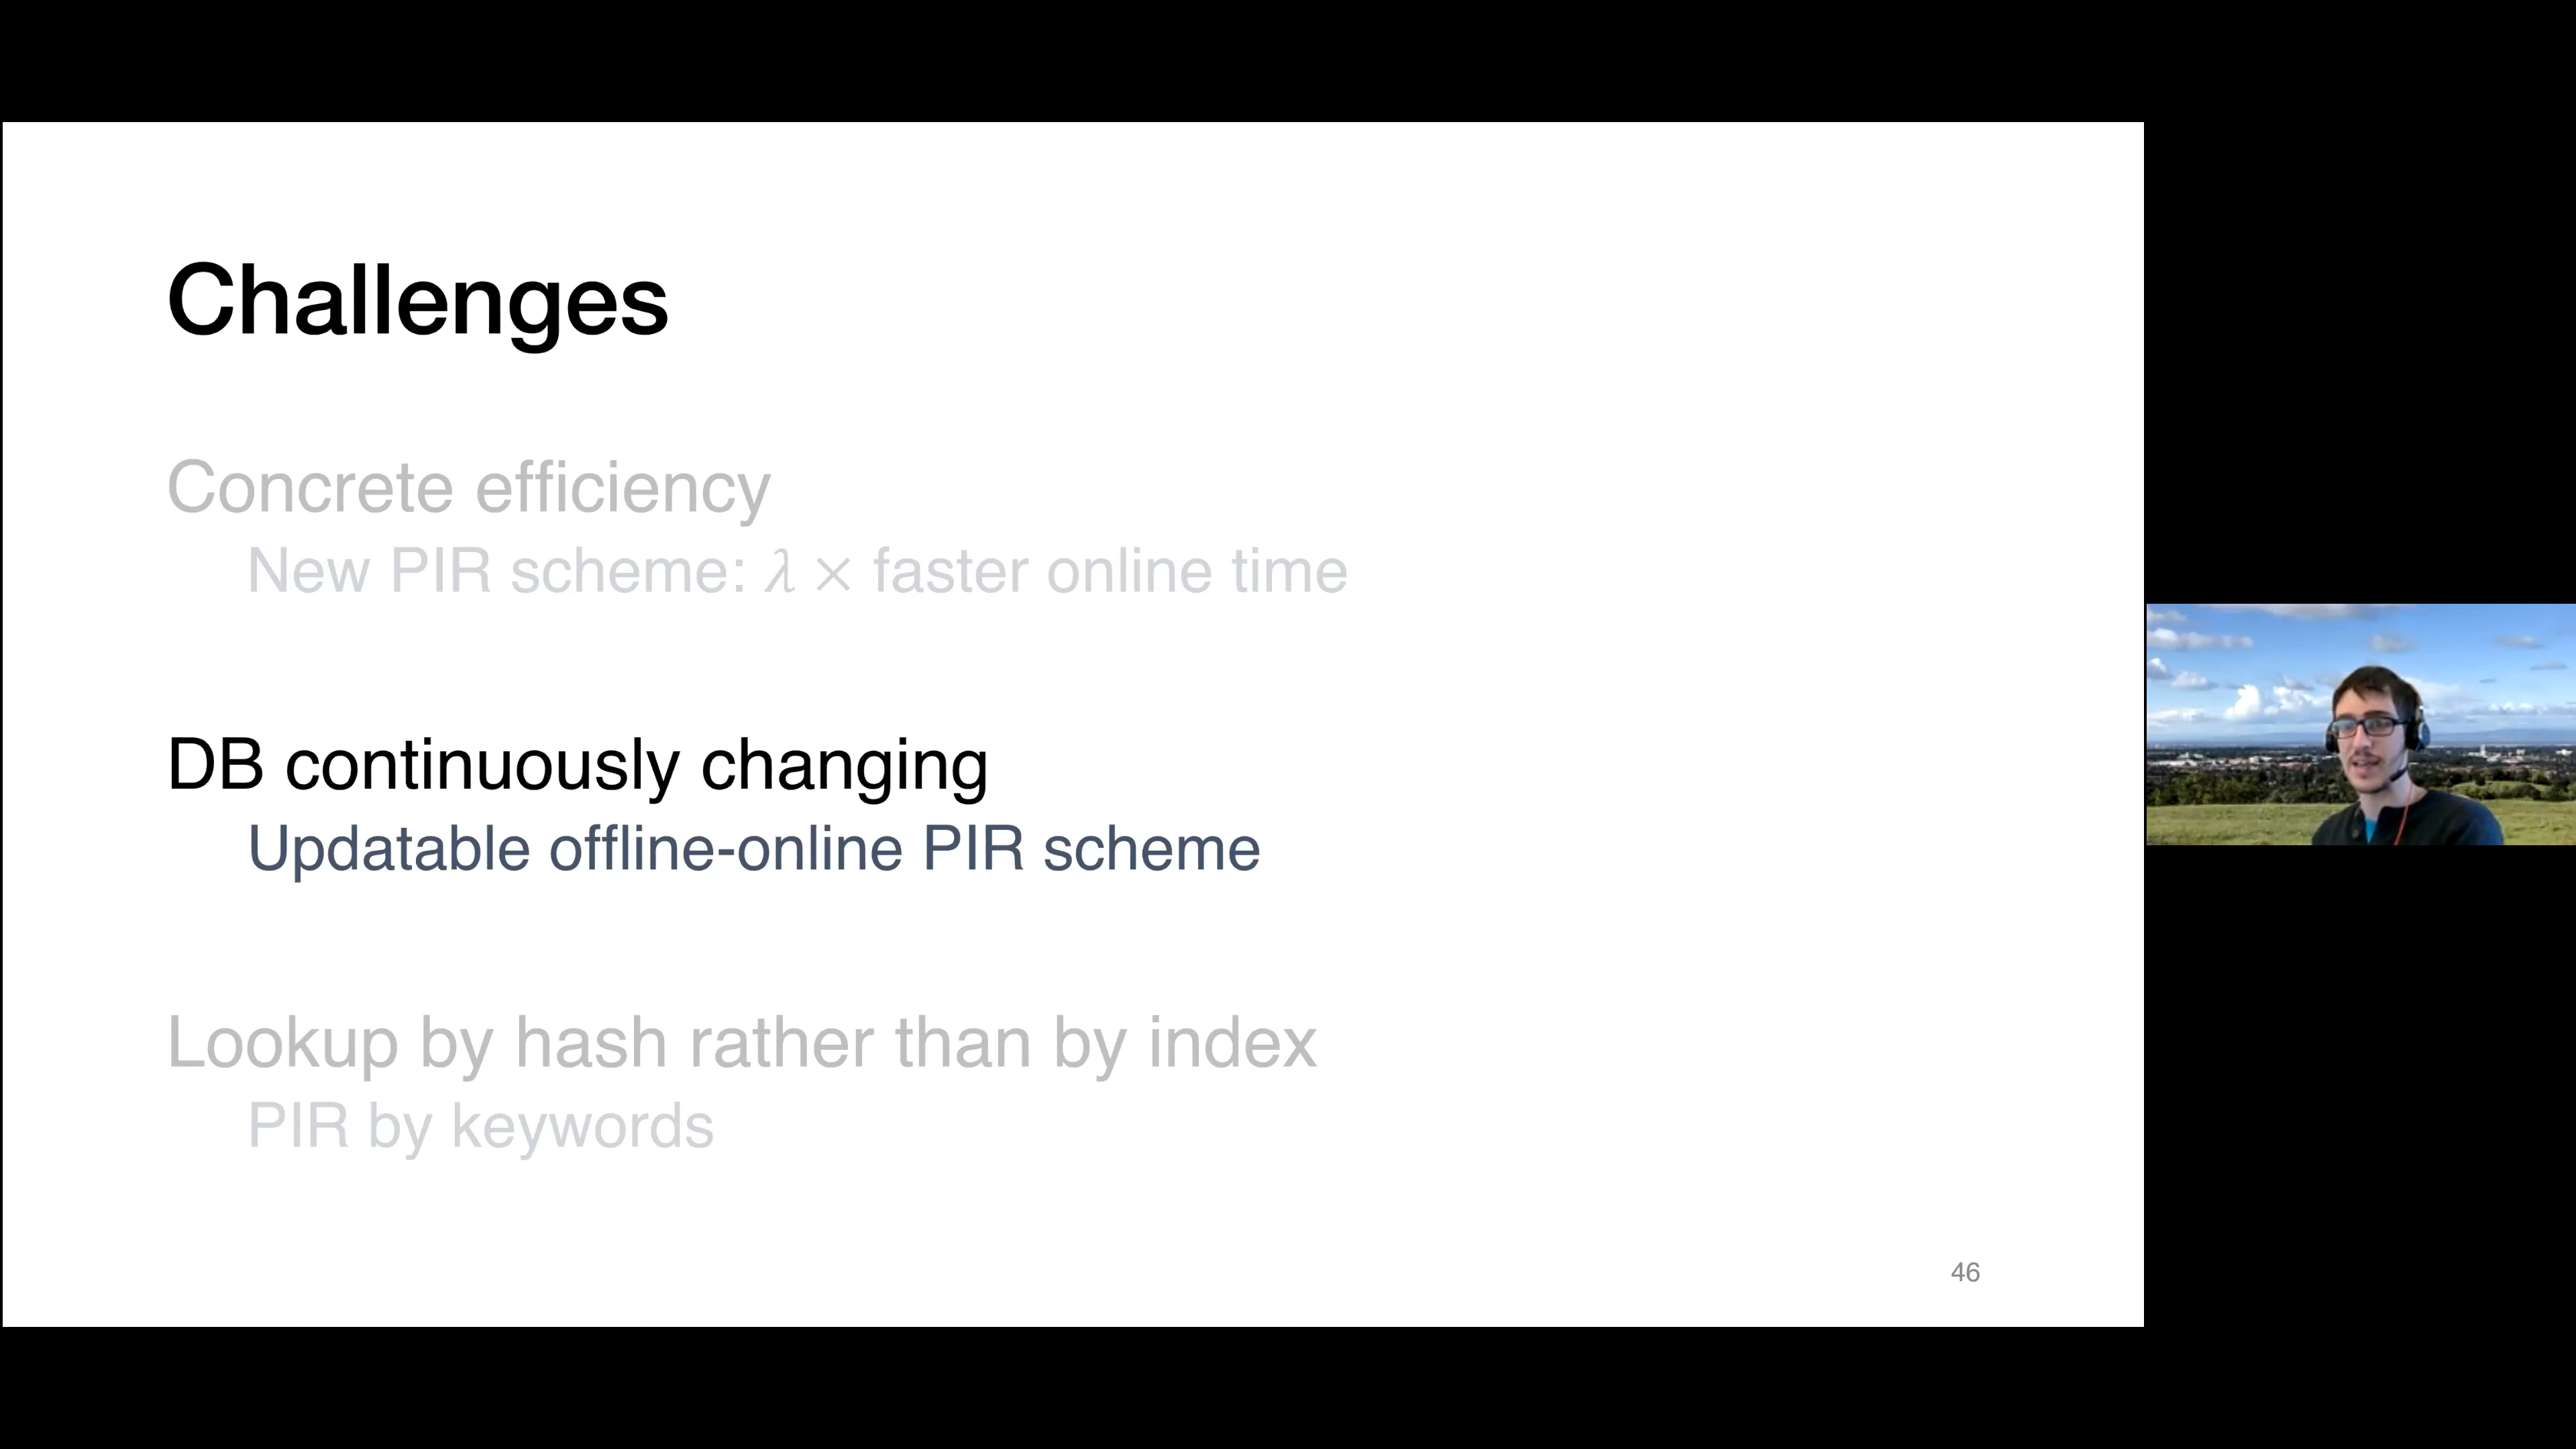 Challenges
Concrete efficiency
New PIR scheme: λ × faster online time
DB continuously changing
Updatable offline-online PIR scheme
Lookup by hash rather than by index
PIR by keywords
46